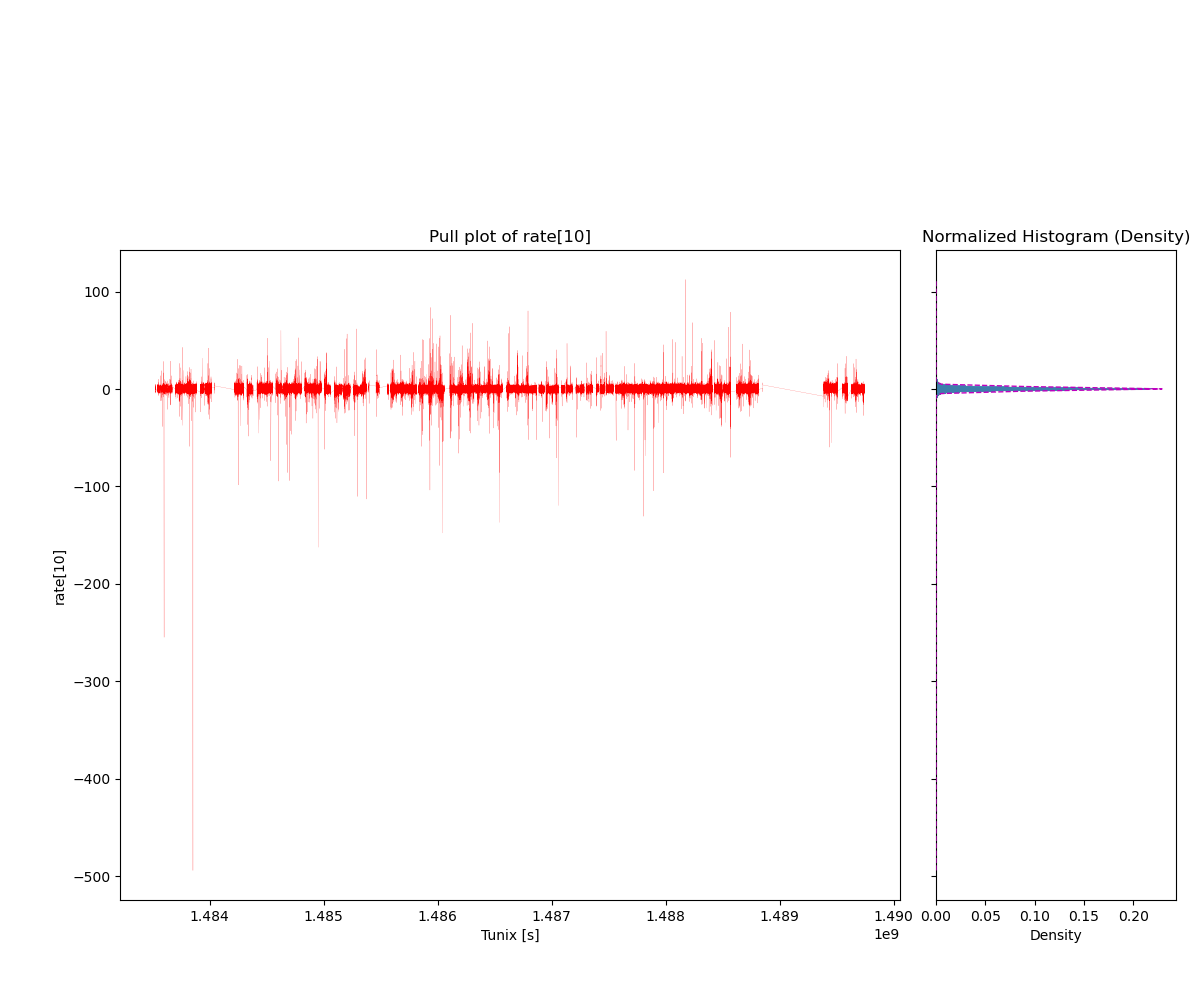 Pull plot of rate[10]
Normalized Histogram (Density)
100
0
−100
−200
−300
−400
−500
rate[10]
1.484 1.485 1.486 1.487 1.488 1.489 1.490
1e9
Tunix [s]
0.00 0.05 0.10 0.15 0.20
Density